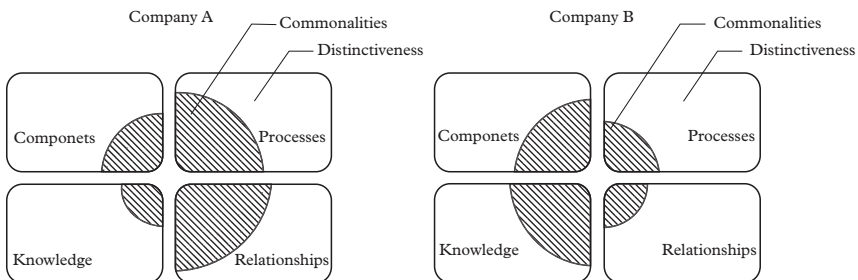 Company A
Commonalities
Distinctiveness
Componets
Processes
Knowledge
Relationships
Company B
Commonalities
Distinctiveness
Componets
Processes
Knowledge
Relationships